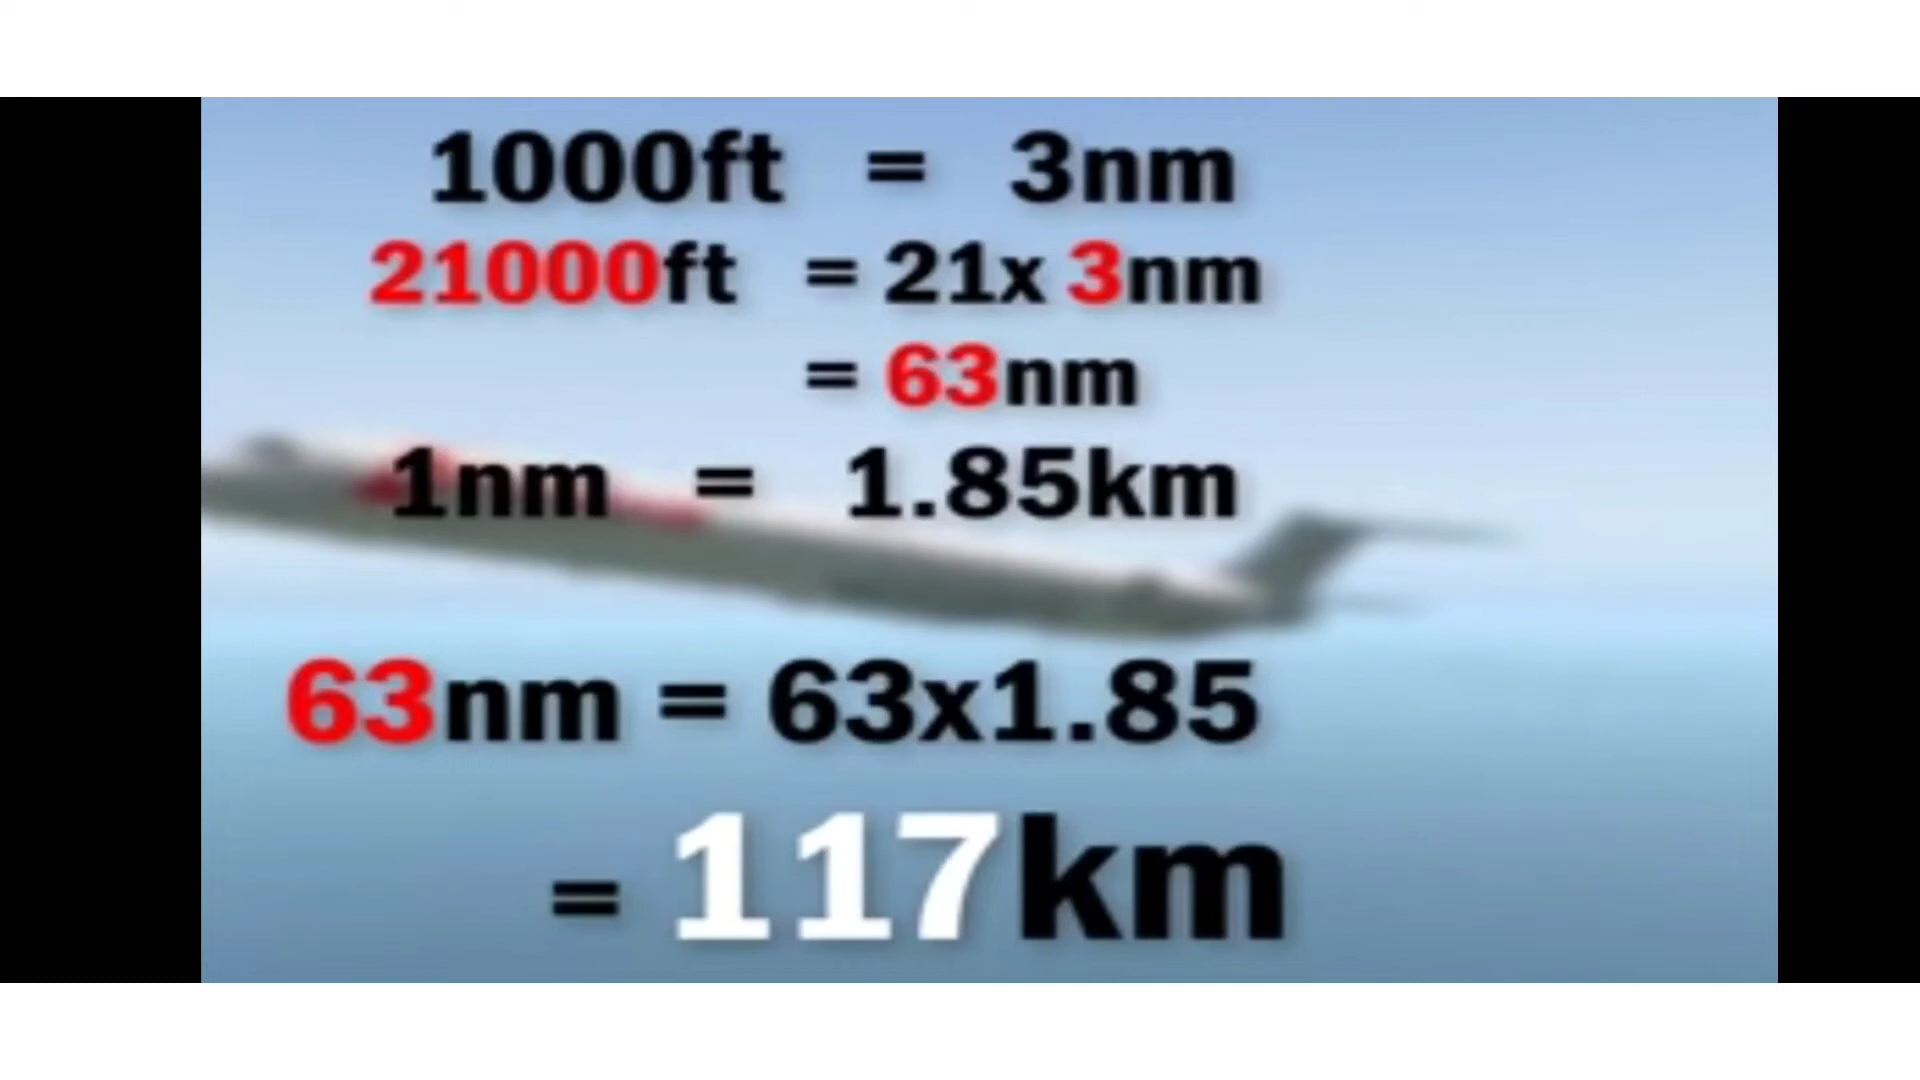 1000ft = 3nm
21000ft = 21x 3nm
= 63nm
1nm = 1.85km
63nm = 63x1.85
= 117km